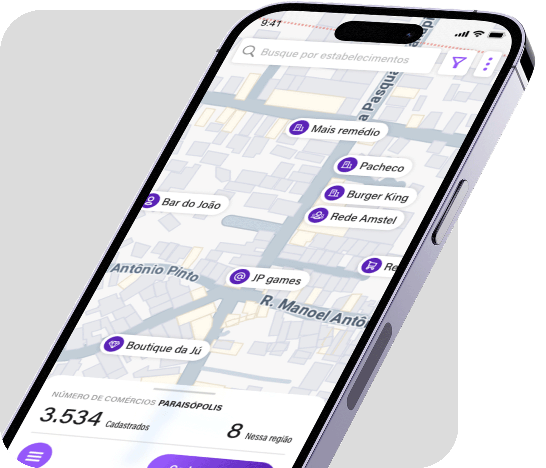 9:41
Busque por estabelecimentos
a Pasqua
Mais remédio
Pacheco
Burger King
Rede Amstel
Bar do João
Re
JP games
Antônio Pinto
R. Manoel Antô
Boutique da Jú
NÚMERO DE COMÉRCIOS PARAISÓPOLIS
3.534 Cadastrados
8 Nessa região